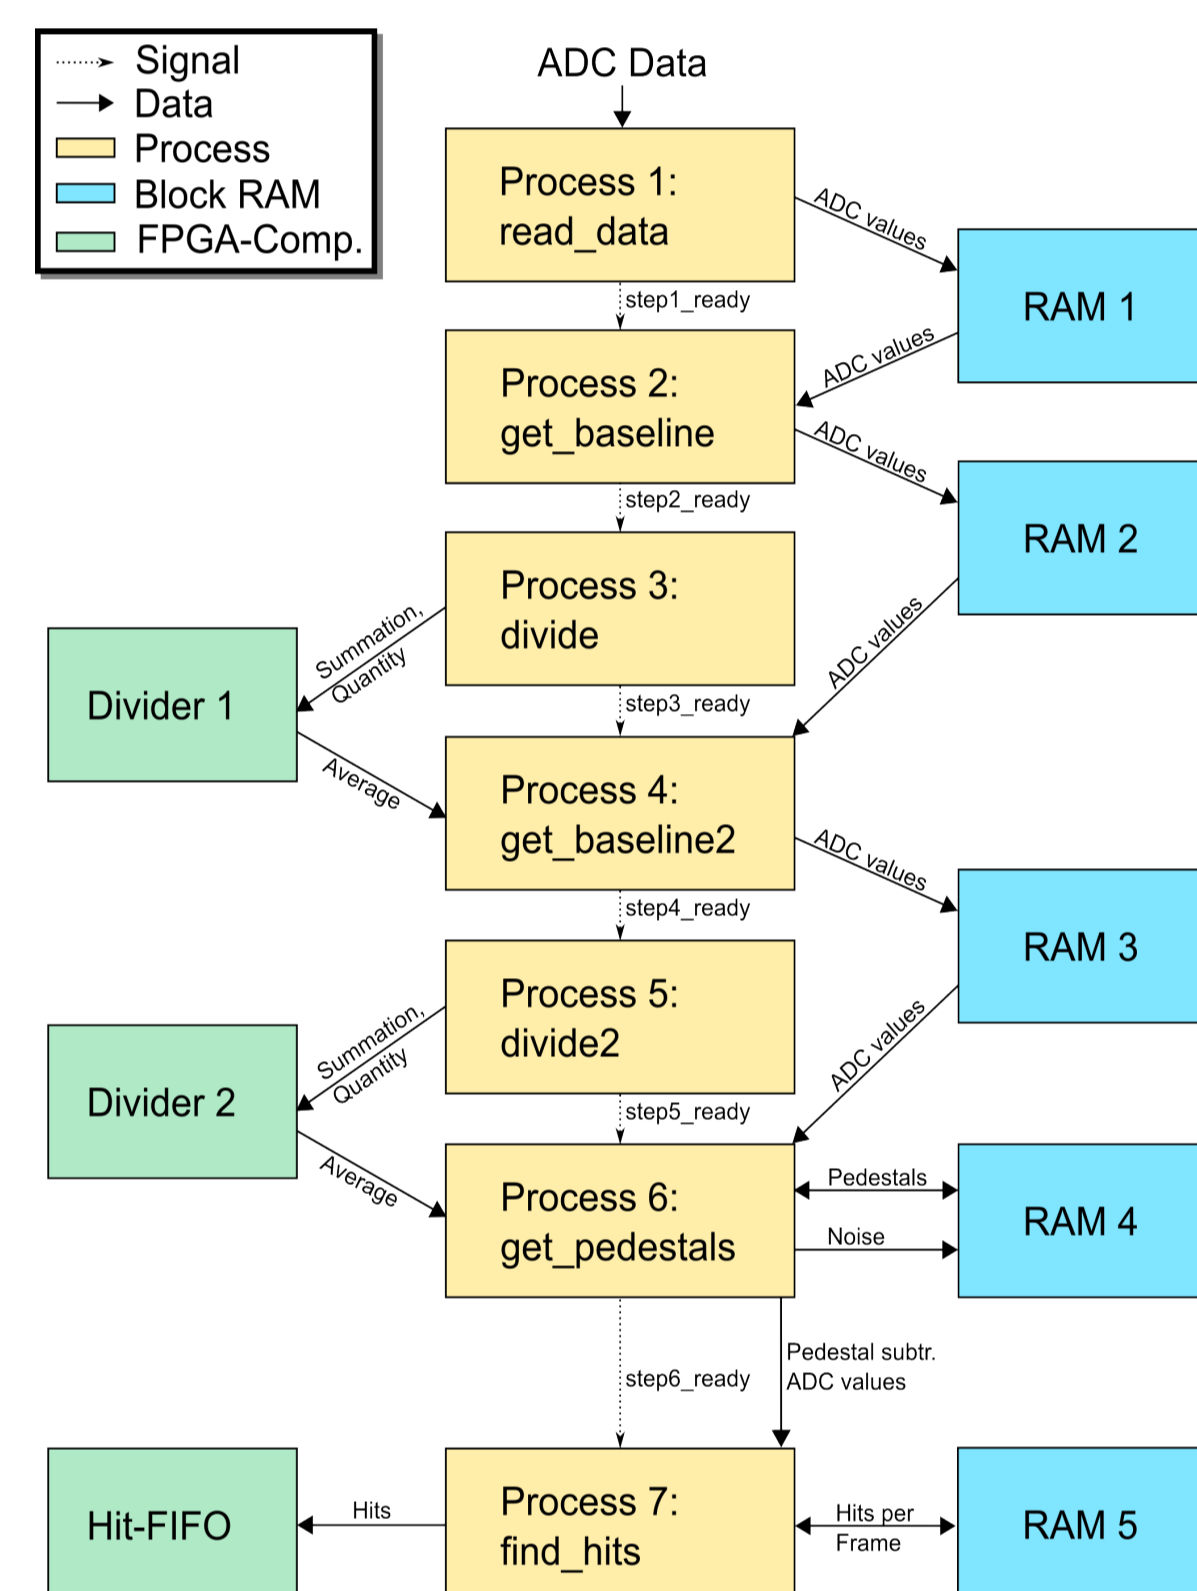 Signal
Data
Process
Block RAM
FPGA-Comp.
ADC Data
Process 1:
read_data
ADC values
RAM 1
step1_ready
ADC values
Process 2:
get_baseline
ADC values
RAM 2
step2_ready
Process 3:
divide
Summation,
Quantity
ADC values
Divider 1
step3_ready
Average
Process 4:
get_baseline2
ADC values
step4_ready
RAM 3
Process 5:
divide2
Summation,
Quantity
ADC values
Divider 2
step5_ready
Average
Process 6:
get_pedestals
Pedestals
Noise
RAM 4
Pedestal subtr.
ADC values
step6_ready
Hit-FIFO
Hits
Process 7:
find_hits
Hits per
Frame
RAM 5